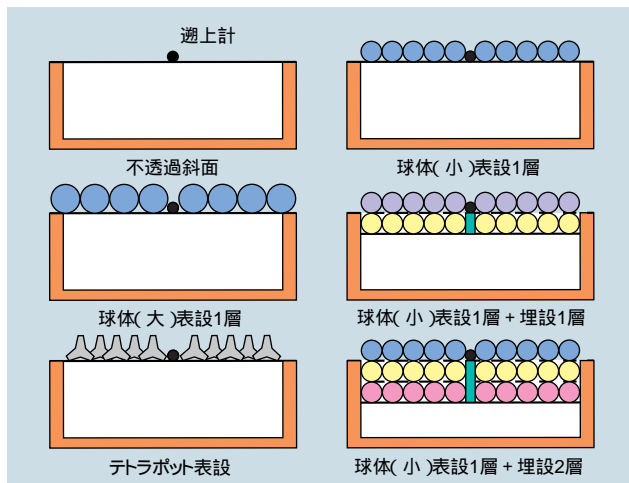 遡上計
不透過斜面
球体(小)表設1層
球体(大)表設1層
球体(小)表設1層+埋設1層
テトラポット表設
球体(小)表設1層+埋設2層